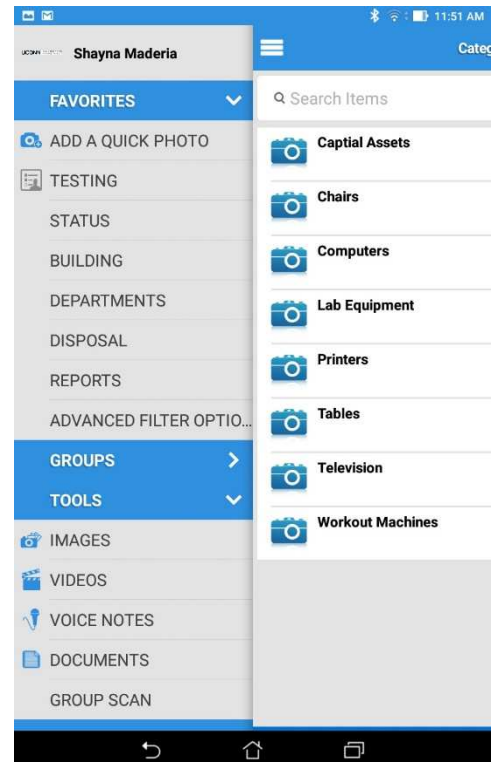 11:51 AM
UCONN
Shayna Maderia
FAVORITES
ADD A QUICK PHOTO
TESTING
STATUS
BUILDING
DEPARTMENTS
DISPOSAL
REPORTS
ADVANCED FILTER OPTIO...
GROUPS
TOOLS
IMAGES
VIDEOS
VOICE NOTES
DOCUMENTS
GROUP SCAN
Categ
Search Items
Captial Assets
Chairs
Computers
Lab Equipment
Printers
Tables
Television
Workout Machines